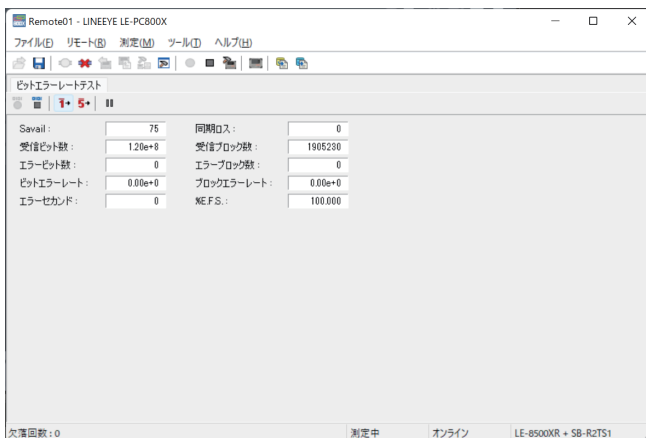 Remote01 - LINEEYE LE-PC800X
ファイル(F) リモート(R) 測定(M) ツール(T) ヘルプ(H)
ビットエラーレートテスト
1 5
Savail : 75 同期ロス : 0
受信ビット数 : 1.20e+8 受信ブロック数 : 1905230
エラービット数 : 0 エラーブロック数 : 0
ビットエラーレート : 0.00e+0 ブロックエラーレート : 0.00e+0
エラーセカンド : 0 %E.F.S. : 100.000
欠落回数 : 0 測定中 オンライン LE-8500XR + SB-R2TS1